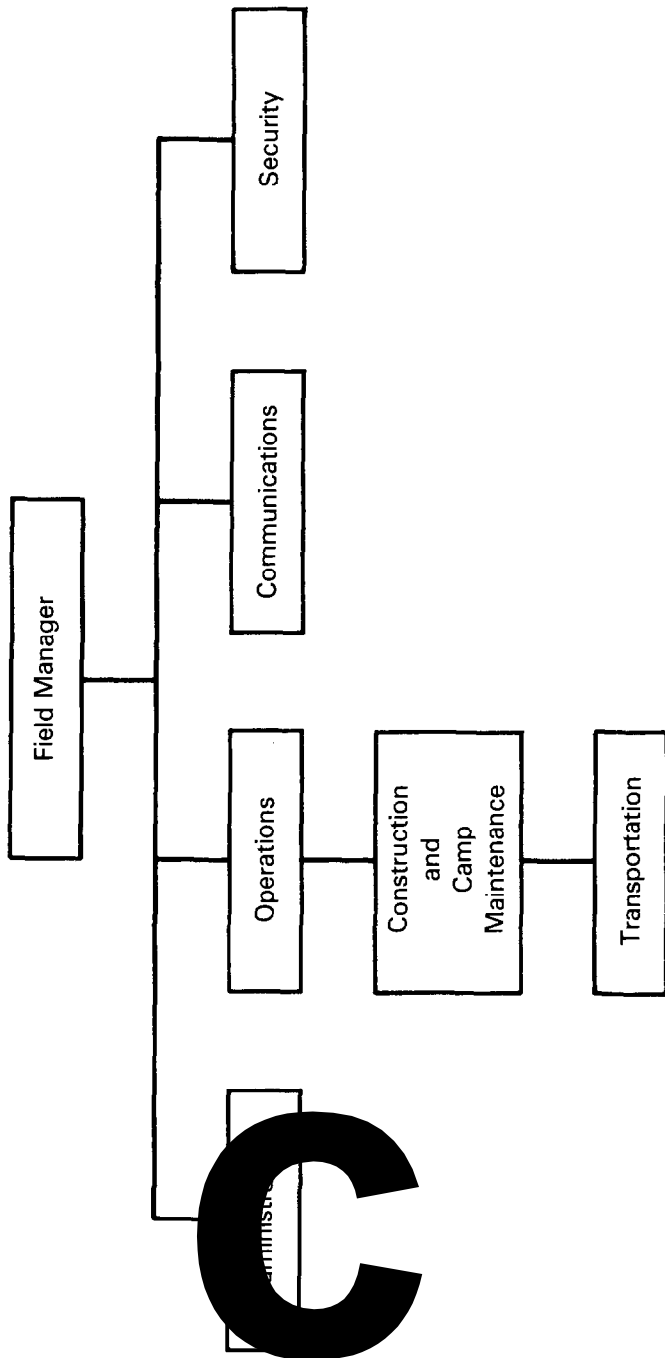 Field Manager
Operations
Communications
Security
Construction
and
Camp
Maintenance
Transportation
C